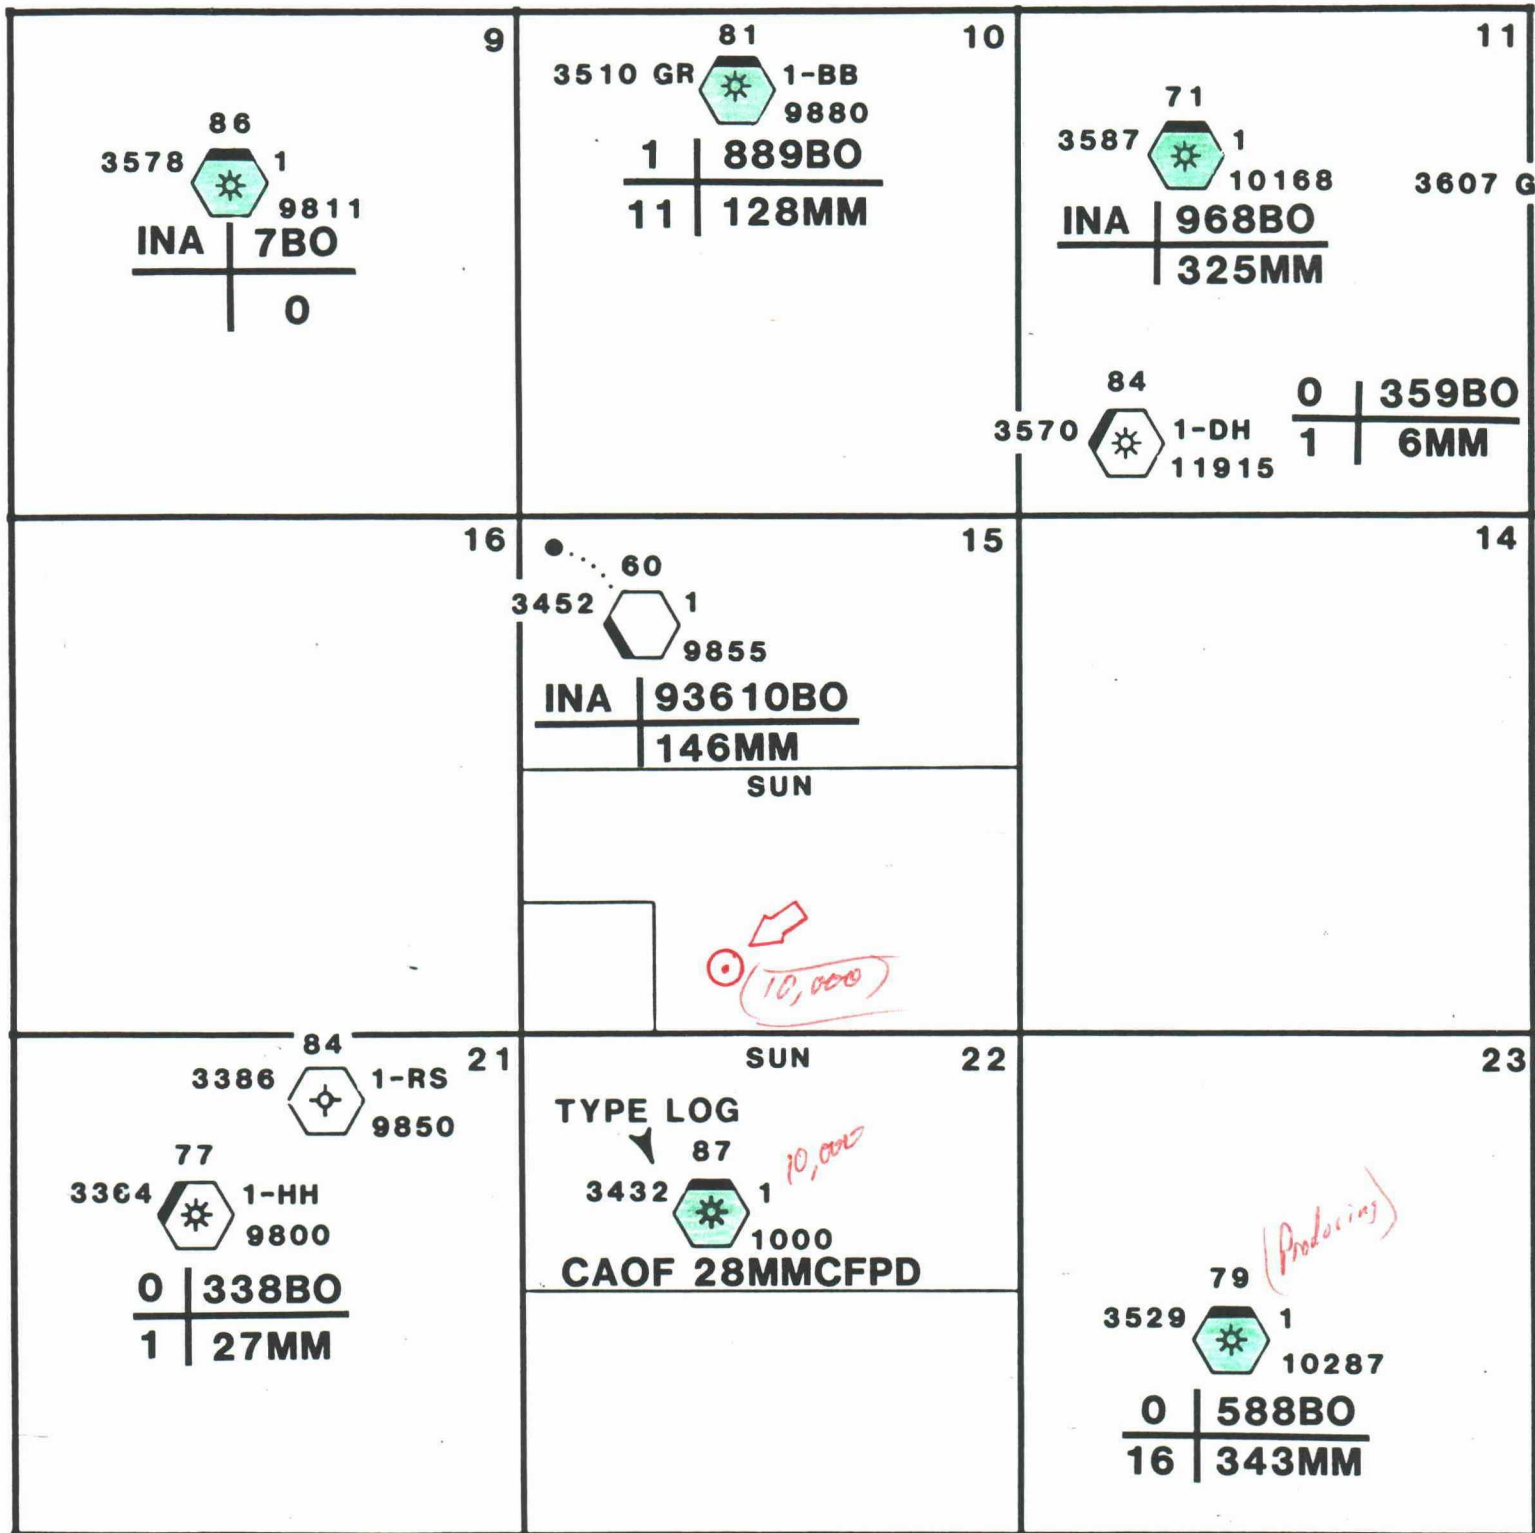 9
86
3578
1
9811
INA 7BO
0
10
81
3510 GR
1-BB
9880
1 889BO
11 128MM
11
71
3587
1
10168
3607 G
INA 968BO
325MM
84
3570
1-DH
11915
0 359BO
1 6MM
16
15
60
3452
1
9855
INA 93610BO
146MM
SUN
10,000
14
21
84
3386
1-RS
9850
77
3364
1-HH
9800
0 338BO
1 27MM
SUN
22
TYPE LOG
87
10,000
3432
1
1000
CAOF 28MMCFPD
23
(Producing)
79
3529
1
10287
0 588BO
16 343MM